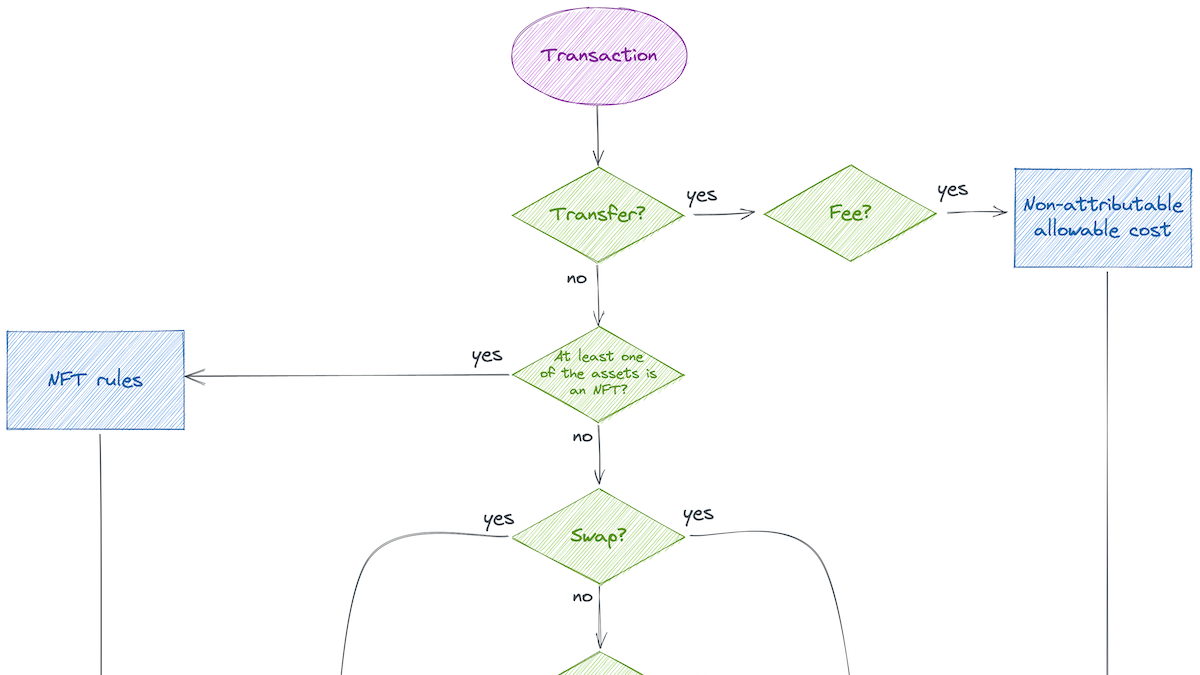 Transaction
Transfer?
yes
Fee?
yes
Non-attributable
allowable cost
no
NFT rules
yes
At least one
of the assets is
an NFT?
no
yes
Swap?
yes
no